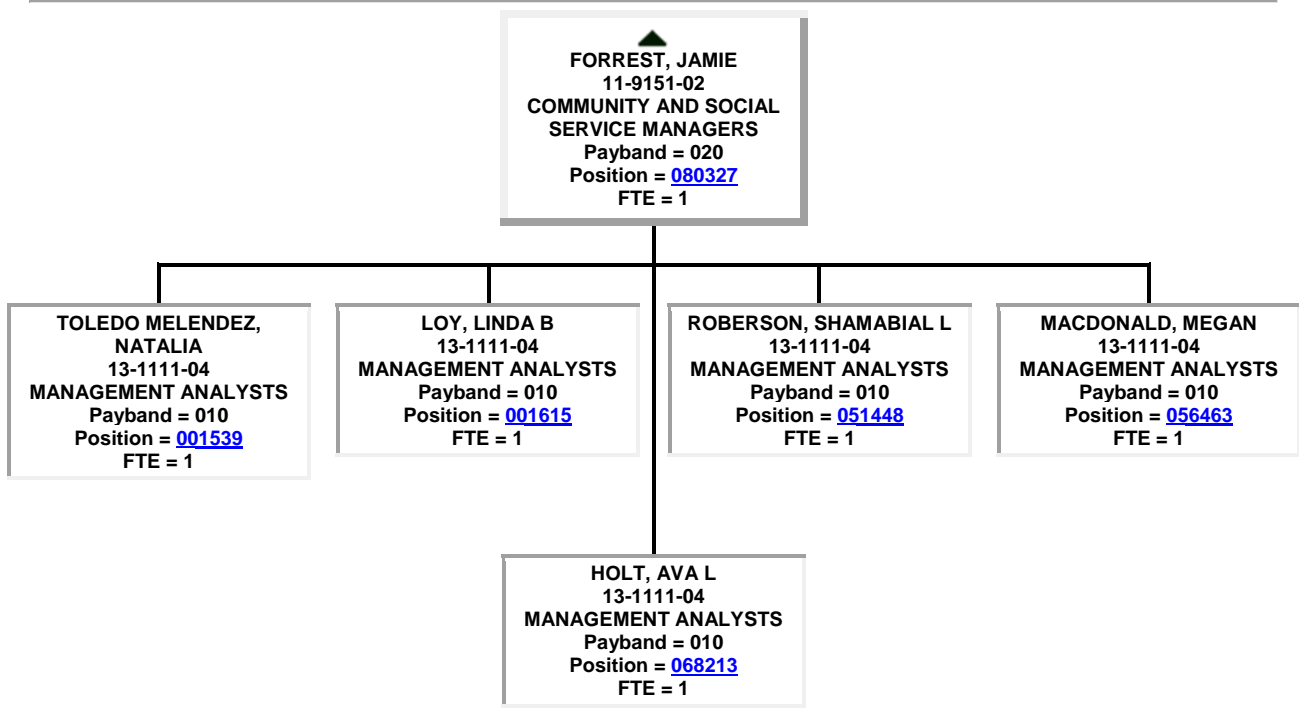 FORREST, JAMIE
11-9151-02
COMMUNITY AND SOCIAL
SERVICE MANAGERS
Payband = 020
Position = 080327
FTE = 1
TOLEDO MELENDEZ,
NATALIA
13-1111-04
MANAGEMENT ANALYSTS
Payband = 010
Position = 001539
FTE = 1
LOY, LINDA B
13-1111-04
MANAGEMENT ANALYSTS
Payband = 010
Position = 001615
FTE = 1
ROBERSON, SHAMABIAL L
13-1111-04
MANAGEMENT ANALYSTS
Payband = 010
Position = 051448
FTE = 1
MACDONALD, MEGAN
13-1111-04
MANAGEMENT ANALYSTS
Payband = 010
Position = 056463
FTE = 1
HOLT, AVA L
13-1111-04
MANAGEMENT ANALYSTS
Payband = 010
Position = 068213
FTE = 1